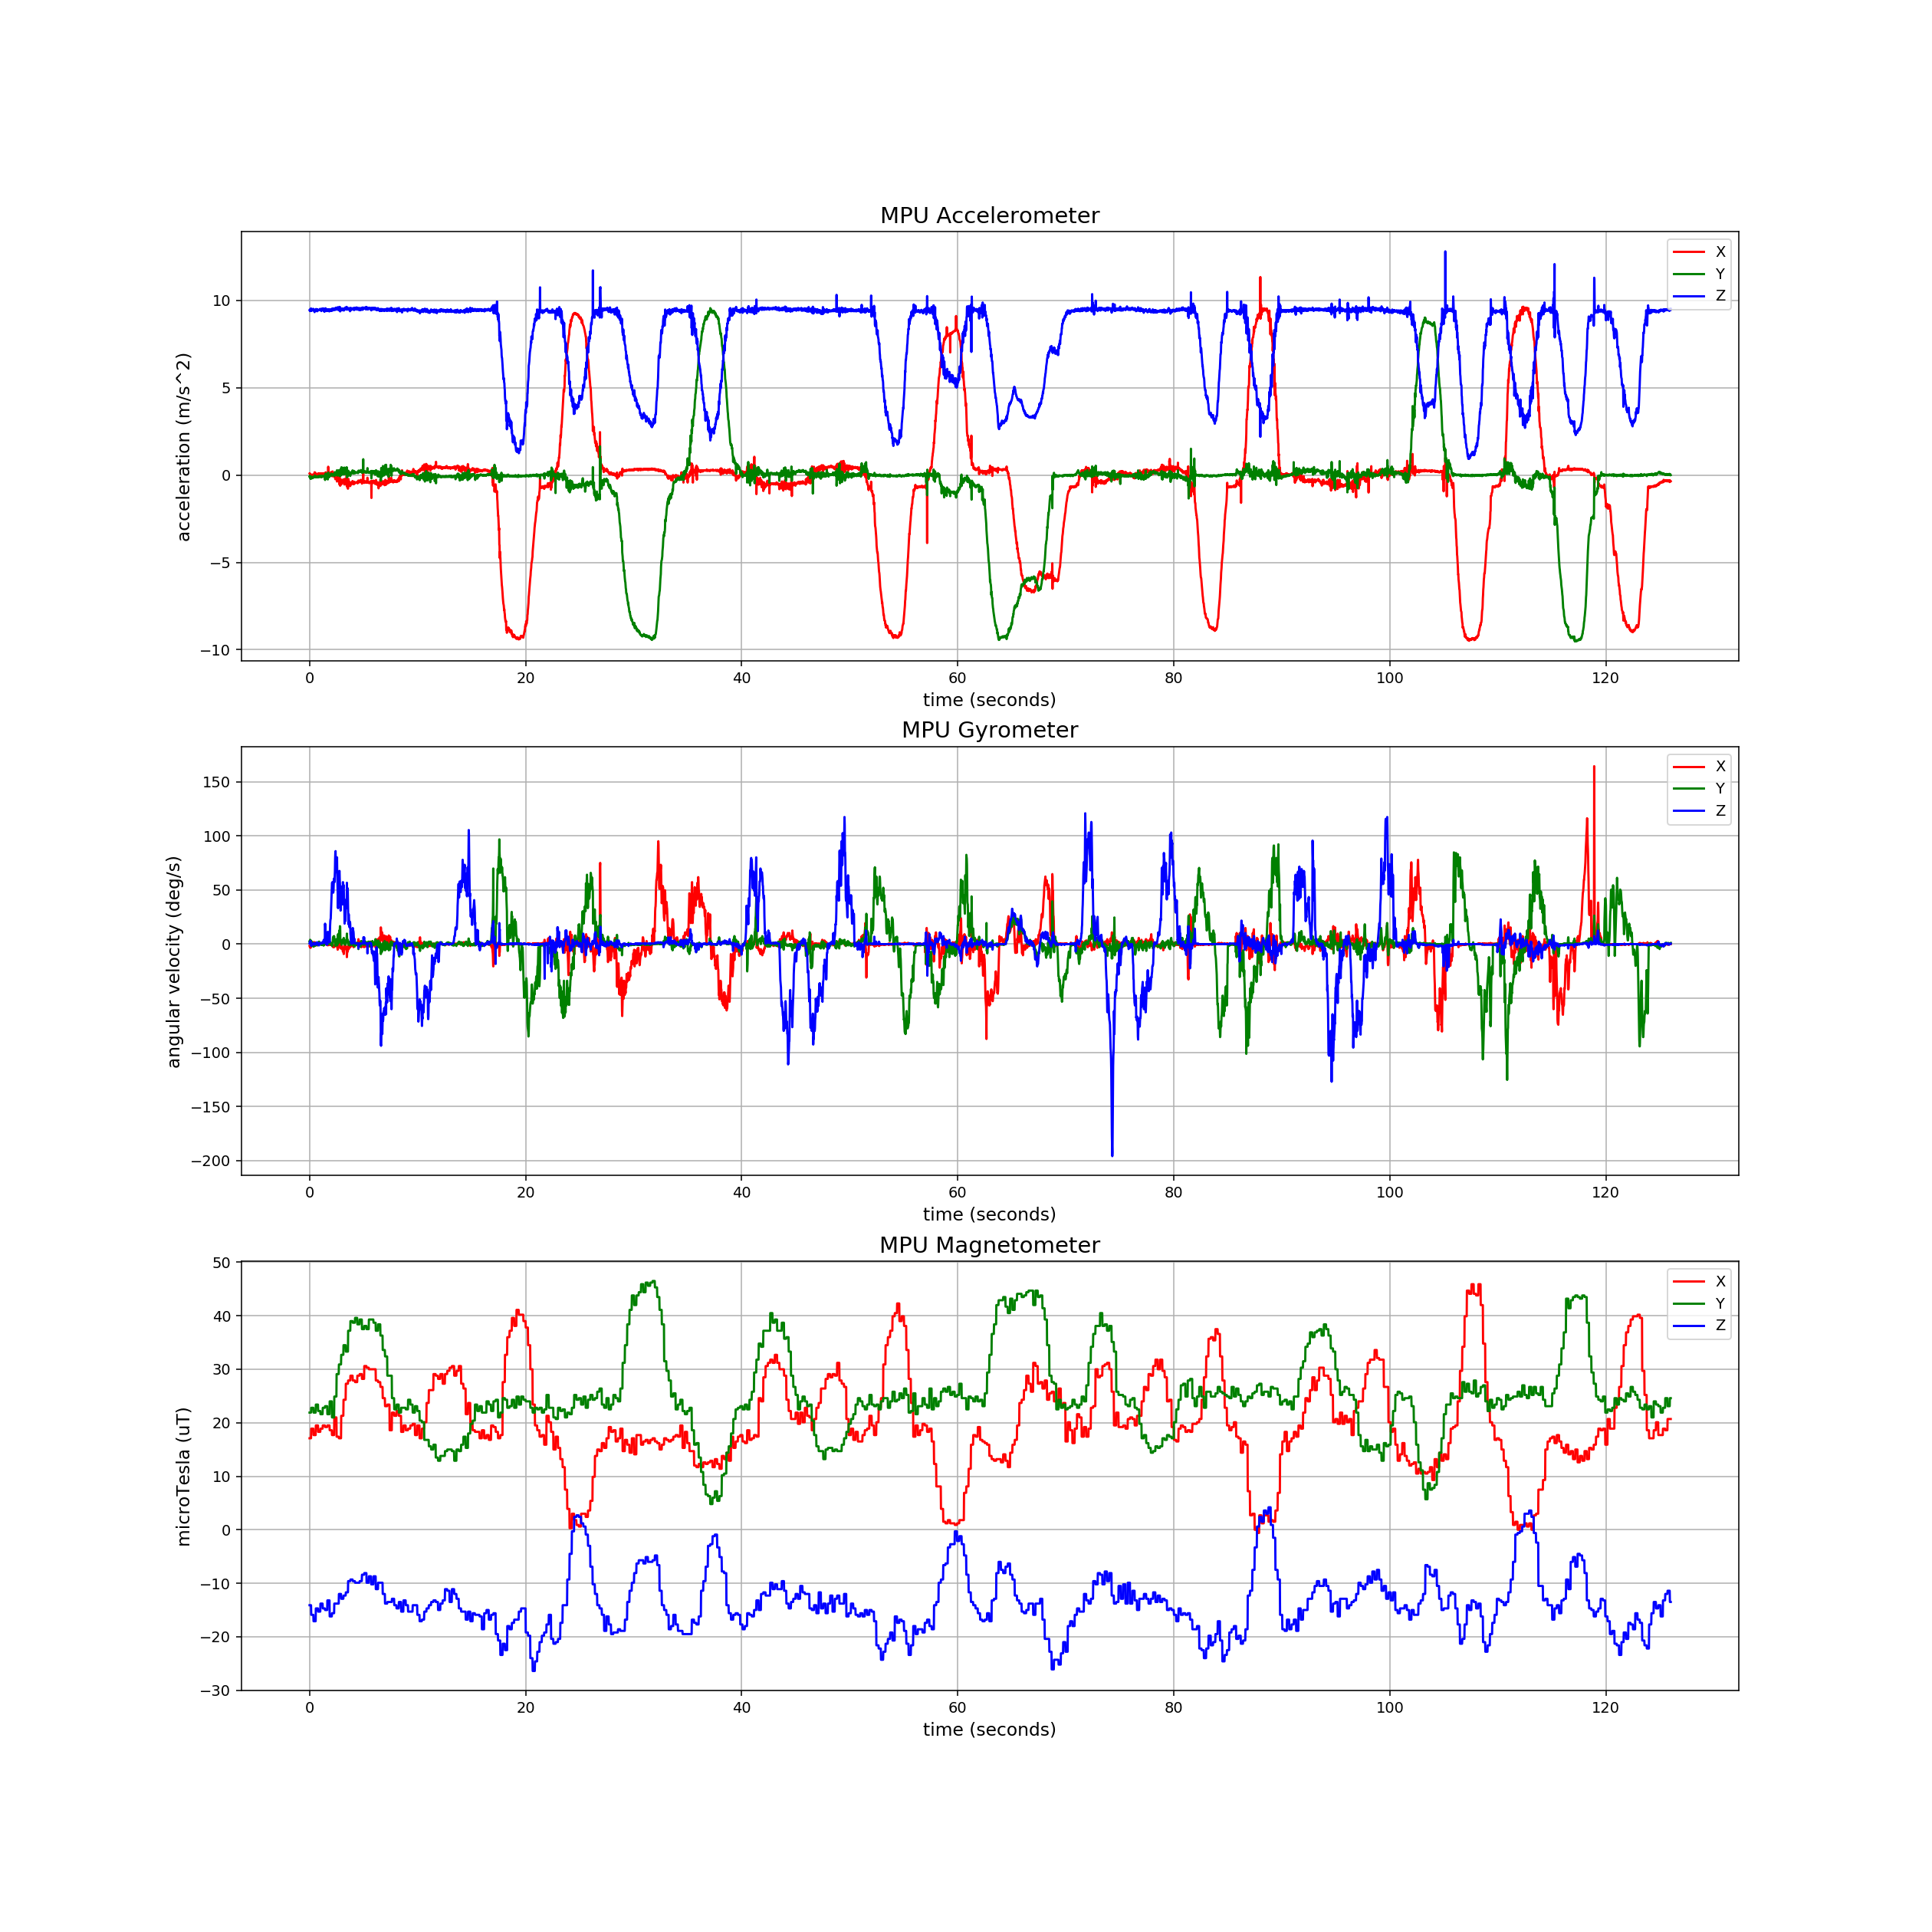 MPU Accelerometer
acceleration (m/s^2)
10
5
0
−5
−10
X
Y
Z
0 20 40 60 80 100 120
time (seconds)
MPU Gyrometer
angular velocity (deg/s)
150
100
50
0
−50
−100
−150
−200
X
Y
Z
0 20 40 60 80 100 120
time (seconds)
MPU Magnetometer
microTesla (uT)
50
40
30
20
10
0
−10
−20
−30
X
Y
Z
0 20 40 60 80 100 120
time (seconds)